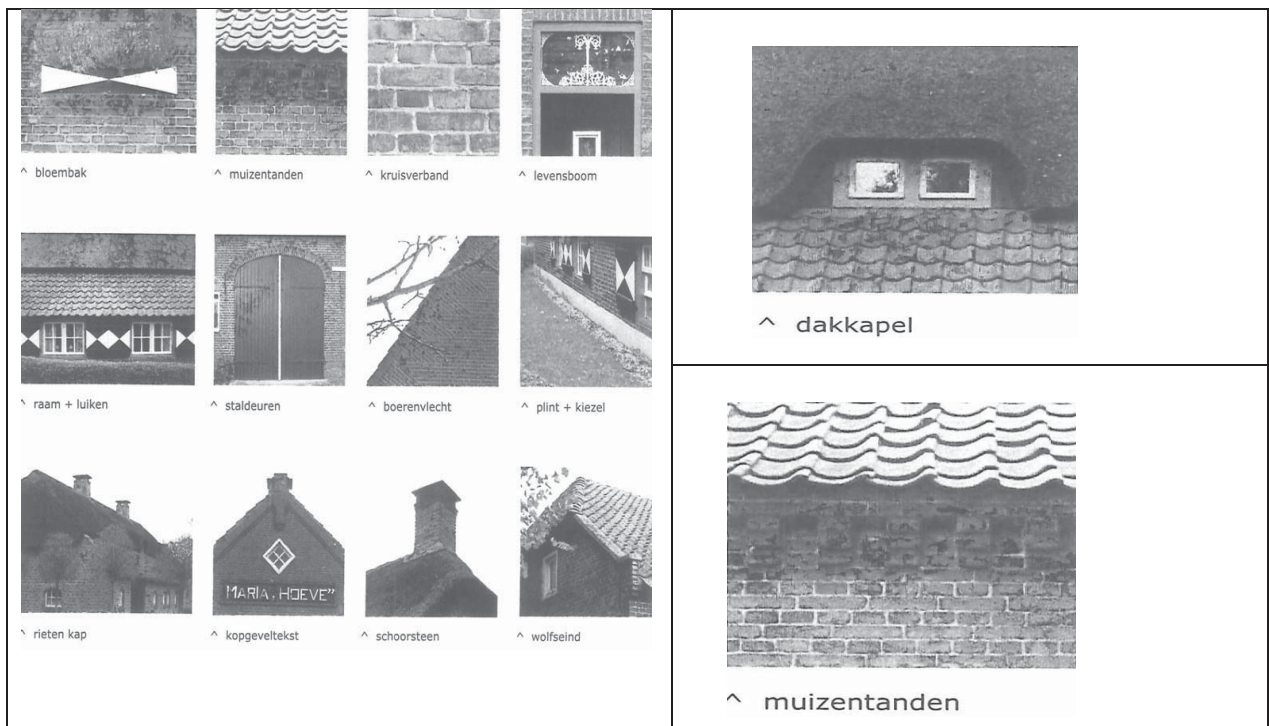 ^ bloembak
^ muizentanden
^ kruisverband
^ levensboom
^ raam + luiken
^ staldeuren
^ boerenvlecht
^ plint + kiezel
MARIA, HOEVE"
^ rieten kap
^ kopgeveltekst
^ schoorsteen
^ wolfseind
^ dakkapel
^ muizentanden